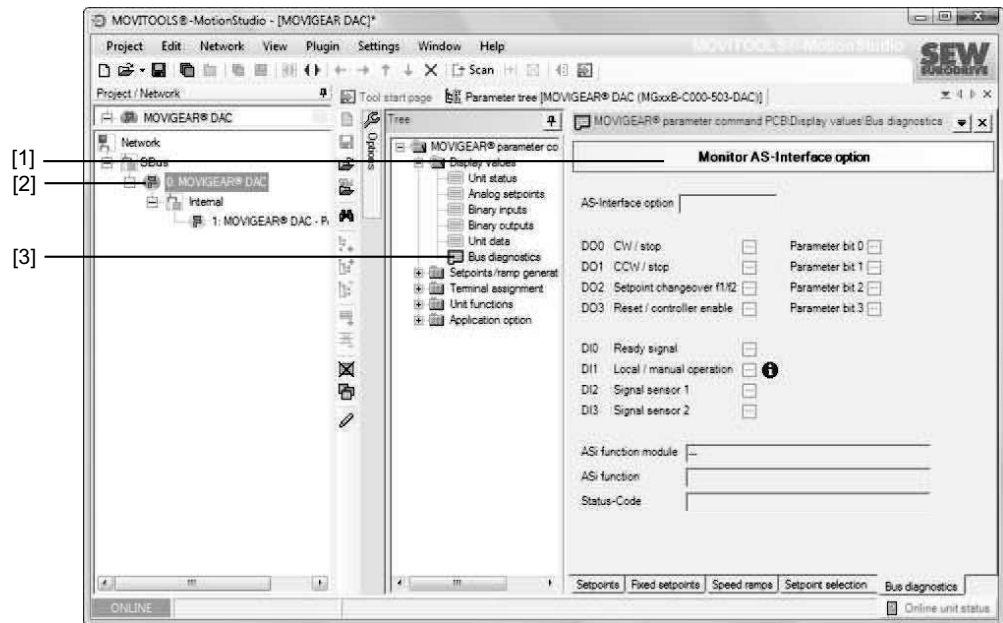 MOVITOOLS®-MotionStudio - [MOVIGEAR DAC]*
Project Edit Network View Plugin Settings Window Help
MOVITOOLS® MotionStudio
SEW
EURODRIVE
Scan
Project / Network
Tool start page
Parameter tree [MOVIGEAR® DAC (MGxxB-C000-503-DAC)]
MOVIGEAR® DAC
Options
Tree
MOVIGEAR® parameter command PCB\Display values\Bus diagnostics
Network
SBus
[2]
0: MOVIGEAR® DAC
Internal
1: MOVIGEAR® DAC - P
MOVIGEAR® parameter co
Display values
Unit status
Analog setpoints
Binary inputs
Binary outputs
Unit data
[3]
Bus diagnostics
Setpoints/ramp generat
Terminal assignment
Unit functions
Application option
[1]
Monitor AS-Interface option
AS-Interface option
DO0 CW / stop Parameter bit 0
DO1 CCW / stop Parameter bit 1
DO2 Setpoint changeover f1/f2 Parameter bit 2
DO3 Reset / controller enable Parameter bit 3
DI0 Ready signal
DI1 Local / manual operation
DI2 Signal sensor 1
DI3 Signal sensor 2
ASi function module ...
ASi function
Status-Code
Setpoints Fixed setpoints Speed ramps Setpoint selection Bus diagnostics
ONLINE
Online unit status